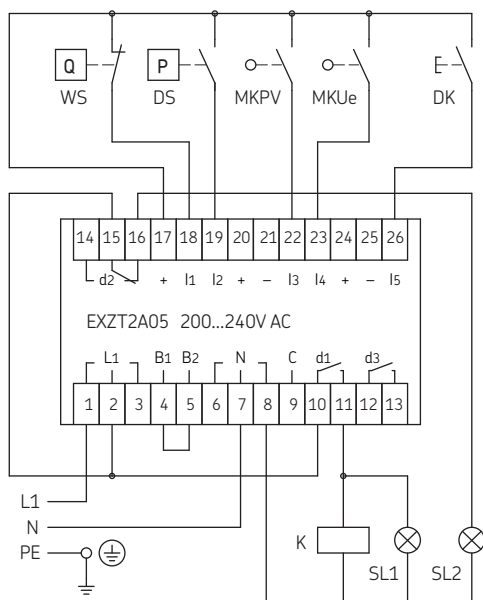 Q P
WS DS MKPV MKUe DK
14 15 16 17 18 19 20 21 22 23 24 25 26
d2 + I1 I2 + – I3 I4 + – I5
EXZT2A05 200...240V AC
L1 B1 B2 N C d1 d3
1 2 3 4 5 6 7 8 9 10 11 12 13
L1
N
PE
K SL1 SL2